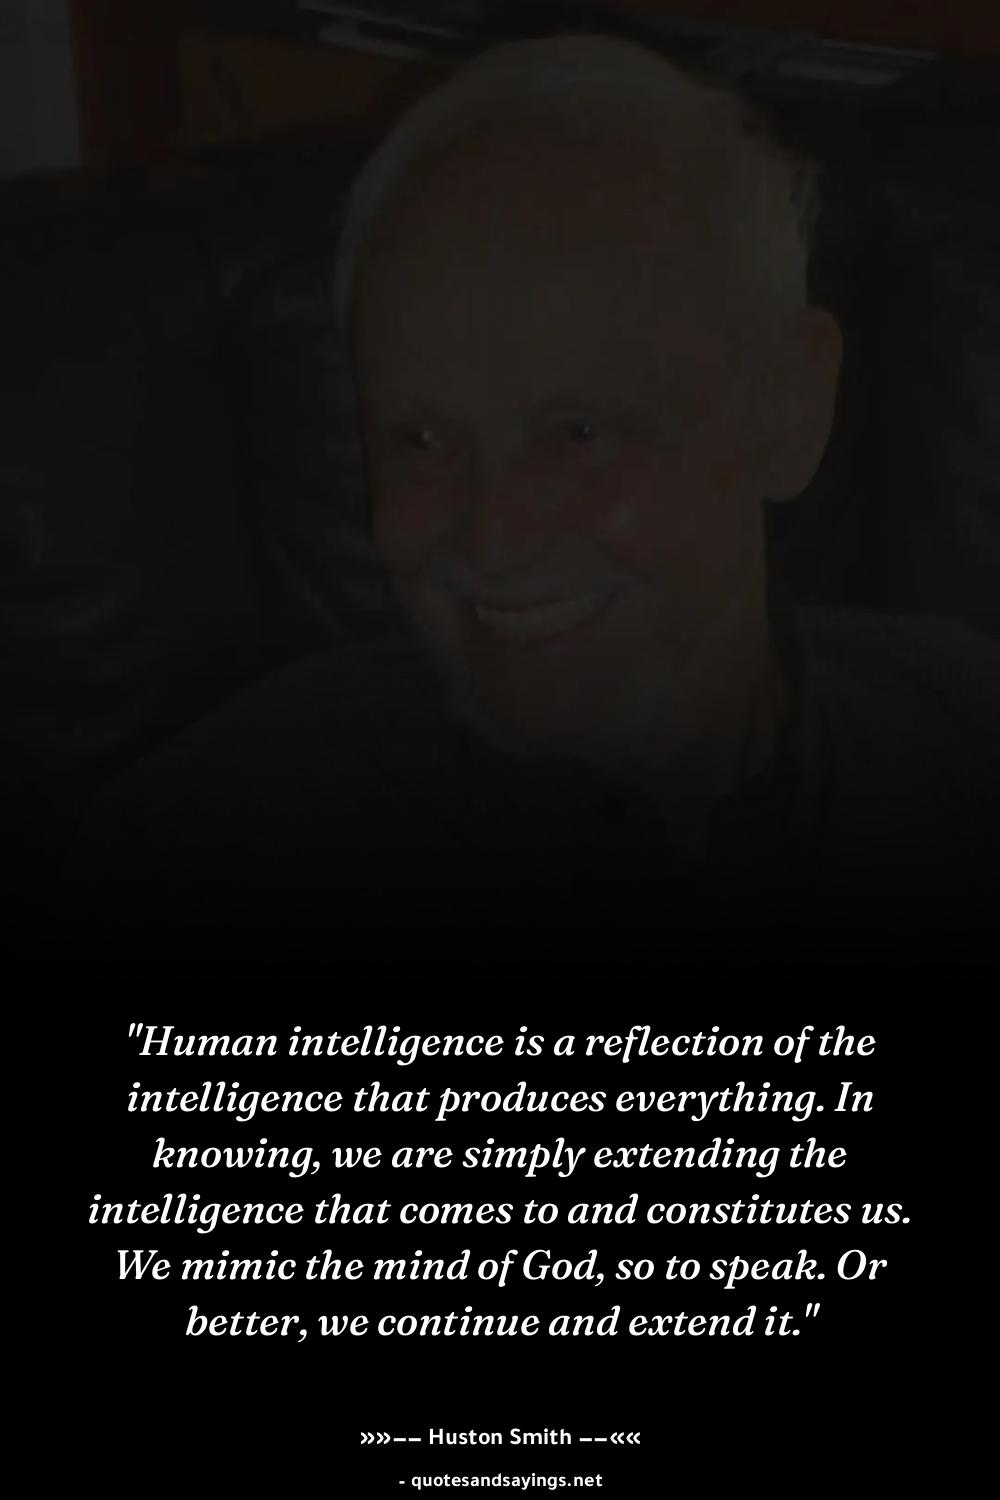 "Human intelligence is a reflection of the
intelligence that produces everything. In
knowing, we are simply extending the
intelligence that comes to and constitutes us.
We mimic the mind of God, so to speak. Or
better, we continue and extend it."
»»−− Huston Smith −−««
- quotesandsayings.net